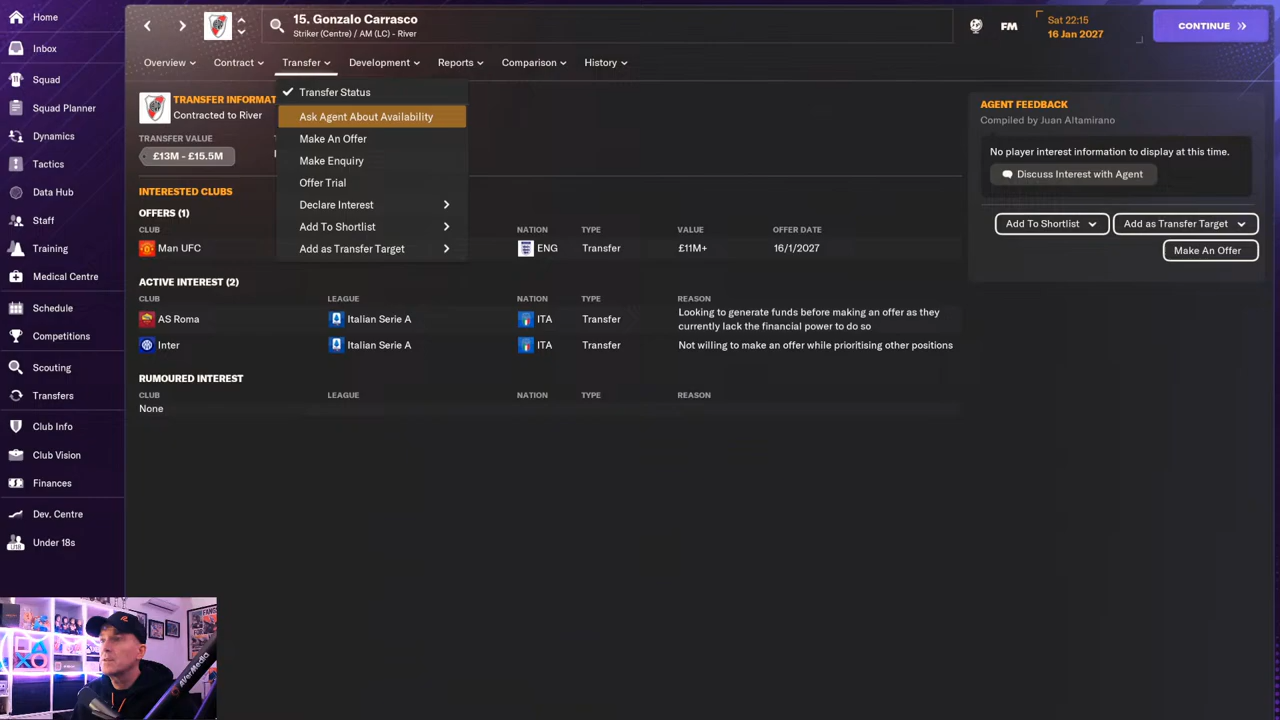 Home
Inbox
Squad
Squad Planner
Dynamics
Tactics
Data Hub
Staff
Training
Medical Centre
Schedule
Competitions
Scouting
Transfers
Club Info
Club Vision
Finances
Dev. Centre
Under 18s
15. Gonzalo Carrasco
Striker (Centre) / AM (LC) - River
FM
Sat 22:15
16 Jan 2027
CONTINUE
Overview
Contract
Transfer
Development
Reports
Comparison
History
Transfer Status
Ask Agent About Availability
Make An Offer
Make Enquiry
Offer Trial
Declare Interest
Add To Shortlist
Add as Transfer Target
TRANSFER INFORMAT
Contracted to River
TRANSFER VALUE
£13M - £15.5M
INTERESTED CLUBS
OFFERS (1)
CLUB NATION TYPE VALUE OFFER DATE
Man UFC ENG Transfer £11M+ 16/1/2027
ACTIVE INTEREST (2)
CLUB LEAGUE NATION TYPE REASON
AS Roma Italian Serie A ITA Transfer Looking to generate funds before making an offer as they
currently lack the financial power to do so
Inter Italian Serie A ITA Transfer Not willing to make an offer while prioritising other positions
RUMOURED INTEREST
CLUB LEAGUE NATION TYPE REASON
None
AGENT FEEDBACK
Compiled by Juan Altamirano
No player interest information to display at this time.
Discuss Interest with Agent
Add To Shortlist
Add as Transfer Target
Make An Offer
AVerMedia